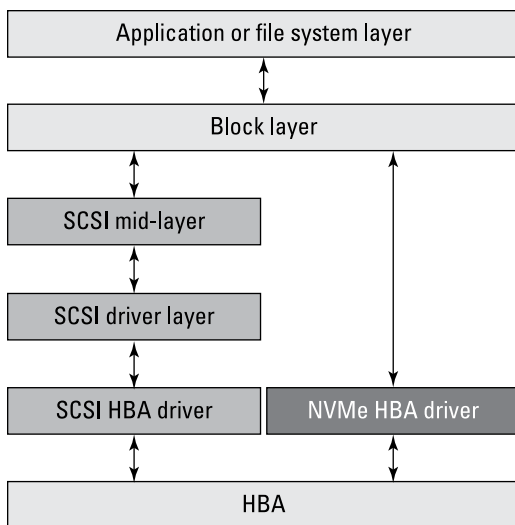 Application or file system layer
Block layer
SCSI mid-layer
SCSI driver layer
SCSI HBA driver
NVMe HBA driver
HBA